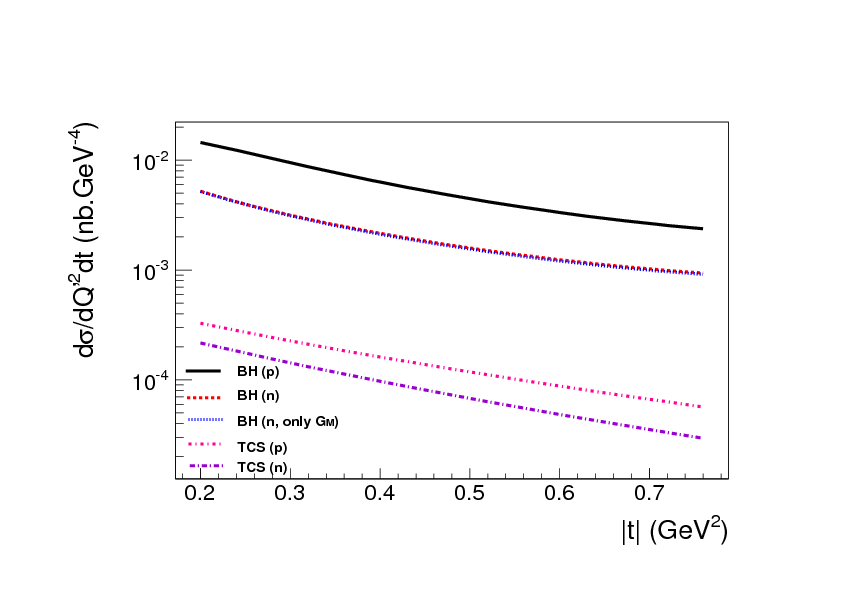 dσ/dQ'²dt (nb.GeV⁻⁴)
10⁻²
10⁻³
10⁻⁴
BH (p)
BH (n)
BH (n, only GM)
TCS (p)
TCS (n)
0.2 0.3 0.4 0.5 0.6 0.7
|t| (GeV²)